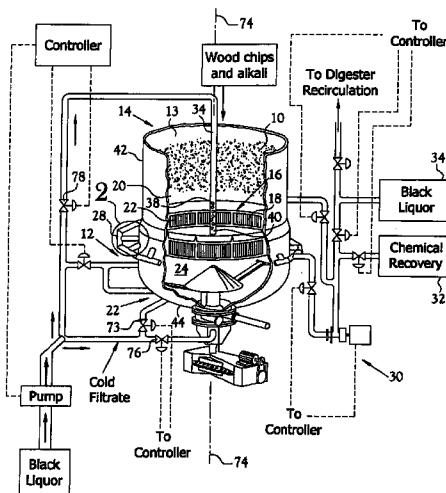 74
Controller
Wood chips
and alkali
To
Controller
To Digester
Recirculation
14
13
34
10
42
16
78
20
38
18
34
Black
Liquor
22
40
2
28
12
24
Chemical
Recovery
32
22
44
73
30
76
Cold
Filtrate
To
Controller
To
Controller
Pump
74
Black
Liquor